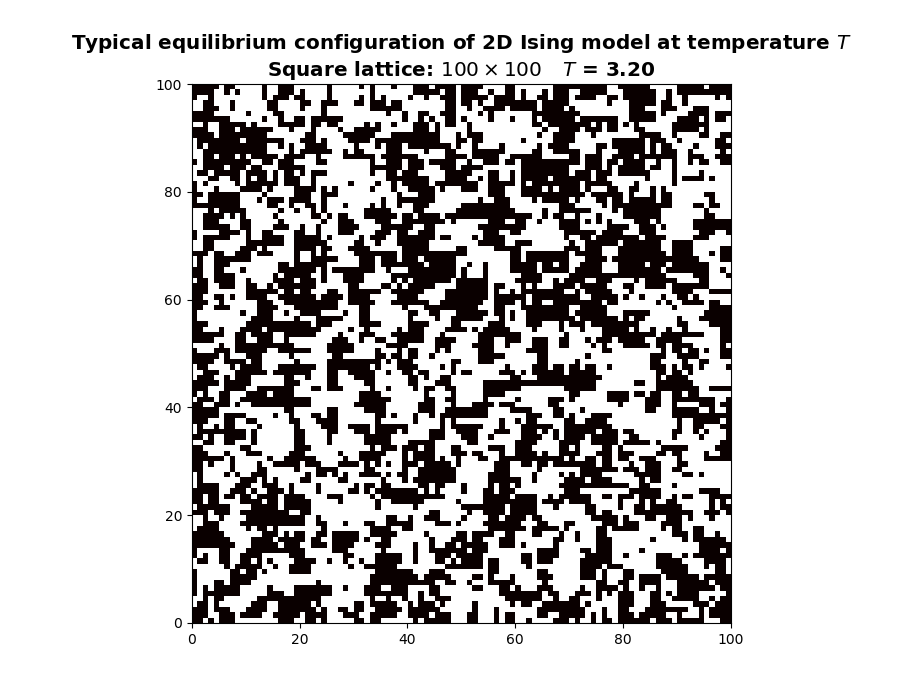 Typical equilibrium configuration of 2D Ising model at temperature T
Square lattice: 100 × 100 T = 3.20
100
80
60
40
20
0
0 20 40 60 80 100